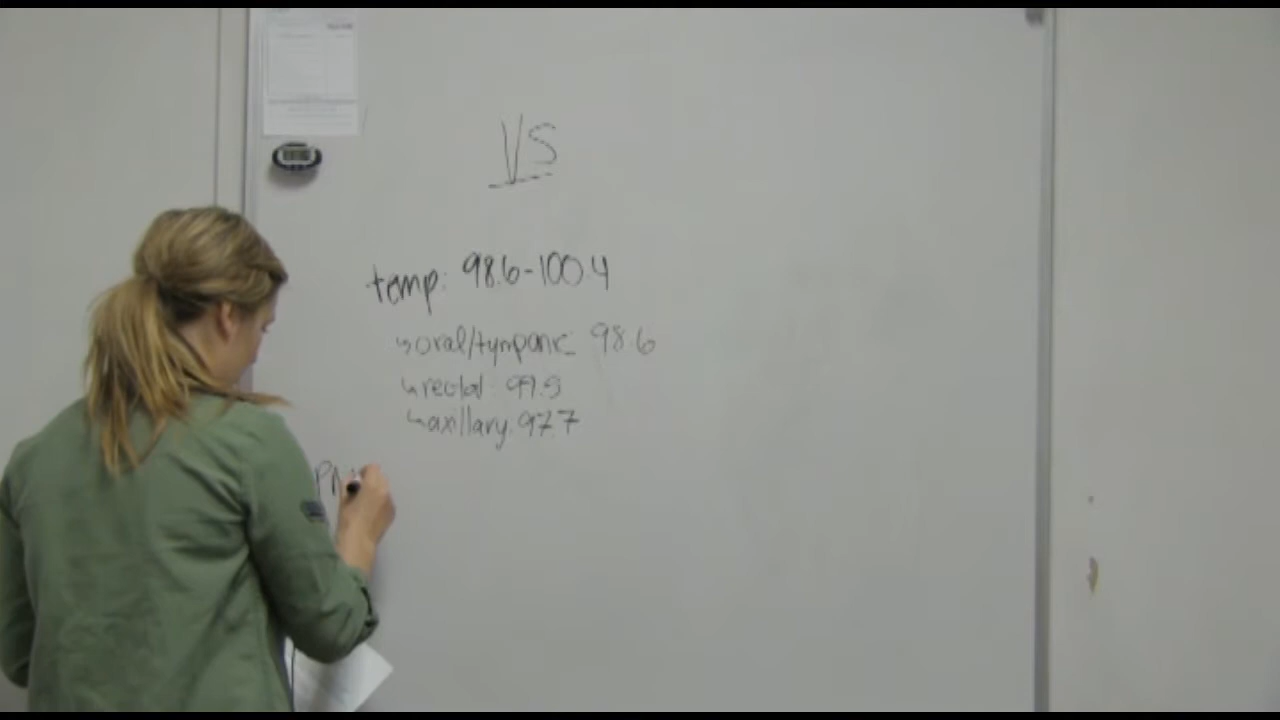 VS
temp: 98.6-100.4
↳oral/tympanic 98.6
↳rectal: 99.5
↳axillary: 97.7